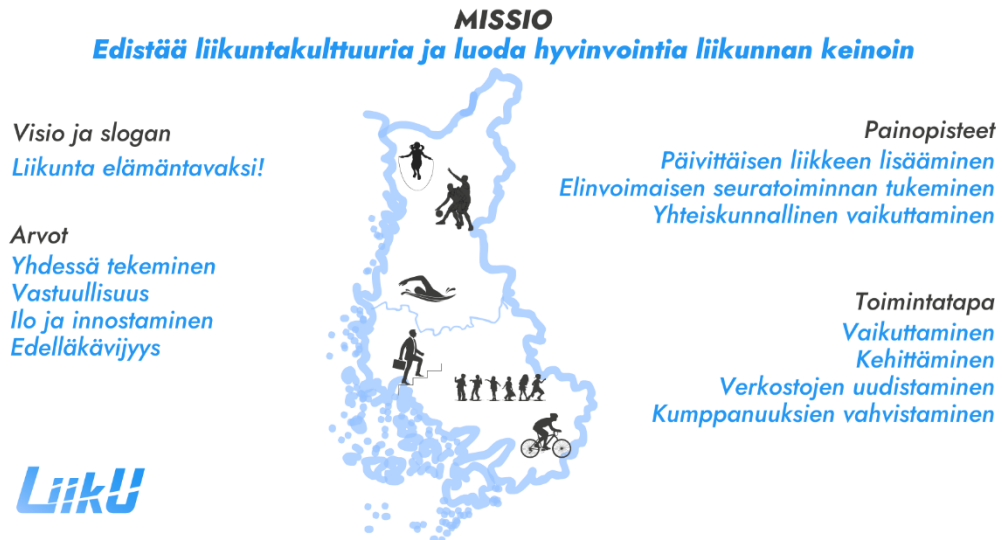 MISSIO
Edistää liikuntakulttuuria ja luoda hyvinvointia liikunnan keinoin
Visio ja slogan
Liikunta elämäntavaksi!
Arvot
Yhdessä tekeminen
Vastuullisuus
Ilo ja innostaminen
Edelläkävijyys
Painopisteet
Päivittäisen liikkeen lisääminen
Elinvoimaisen seuratoiminnan tukeminen
Yhteiskunnallinen vaikuttaminen
Toimintatapa
Vaikuttaminen
Kehittäminen
Verkostojen uudistaminen
Kumppanuuksien vahvistaminen
LiikU